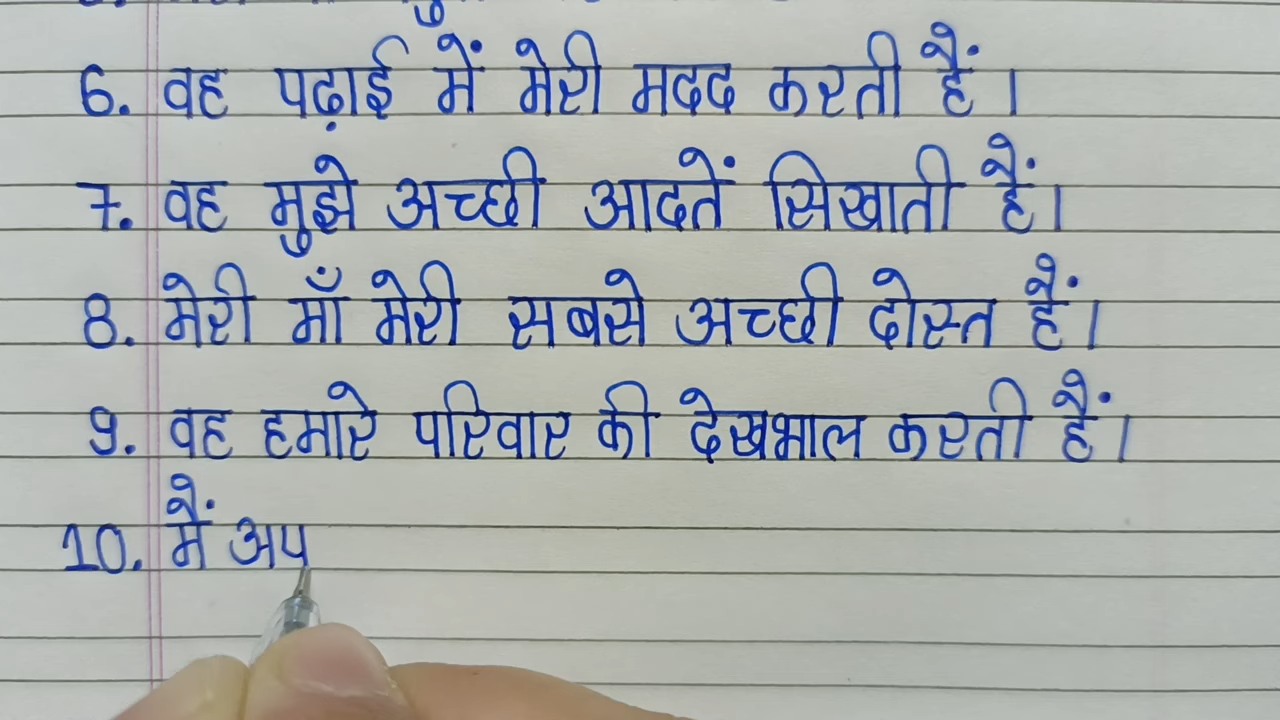 6. वह पढ़ाई में मेरी मदद करती हैं।
7. वह मुझे अच्छी आदतें सिखाती हैं।
8. मेरी माँ मेरी सबसे अच्छी दोस्त हैं।
9. वह हमारे परिवार की देखभाल करती हैं।
10. मैं अप